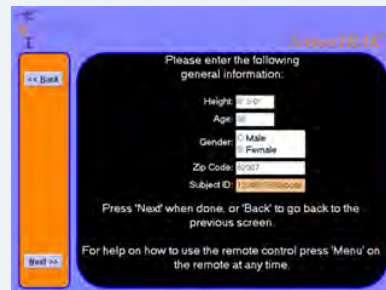 ScreenTRAK
Please enter the following
general information:
<< Back
Height:
Age:
Gender:
Male
Female
Zip Code:
Subject ID:
Press 'Next' when done, or 'Back' to go back to the
previous screen.
For help on how to use the remote control press 'Menu' on
the remote at any time.
Next >>